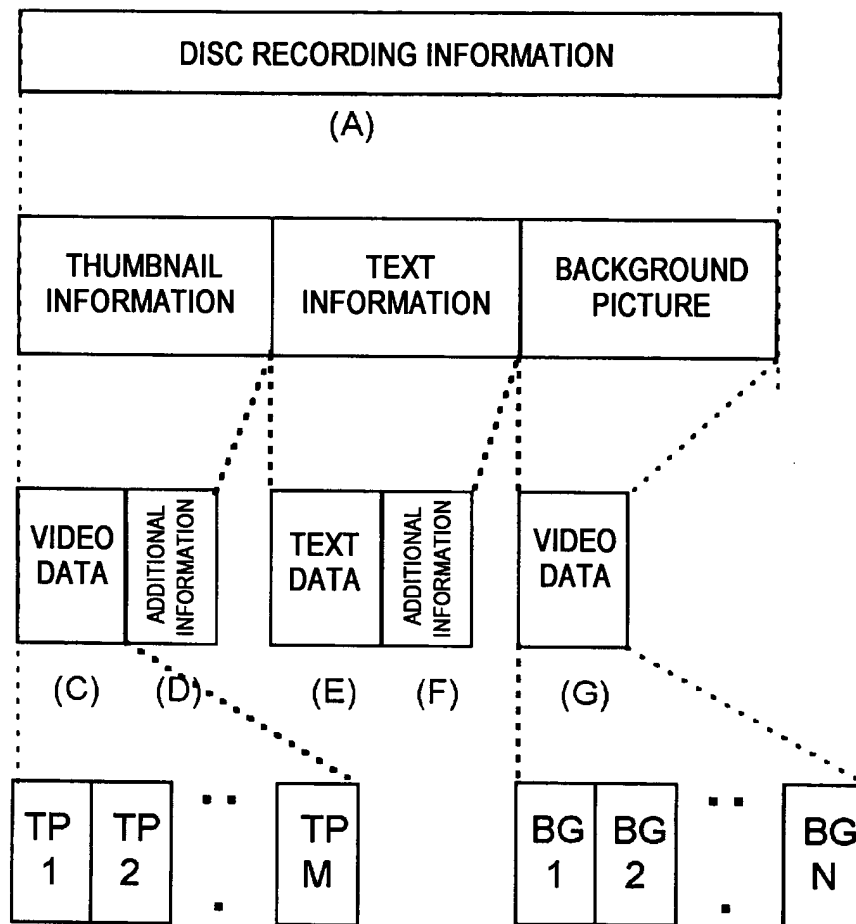 DISC RECORDING INFORMATION
(A)
THUMBNAIL
INFORMATION
TEXT
INFORMATION
BACKGROUND
PICTURE
VIDEO
DATA
ADDITIONAL
INFORMATION
TEXT
DATA
ADDITIONAL
INFORMATION
VIDEO
DATA
(C)
(D)
(E)
(F)
(G)
TP
1
TP
2
TP
M
BG
1
BG
2
BG
N